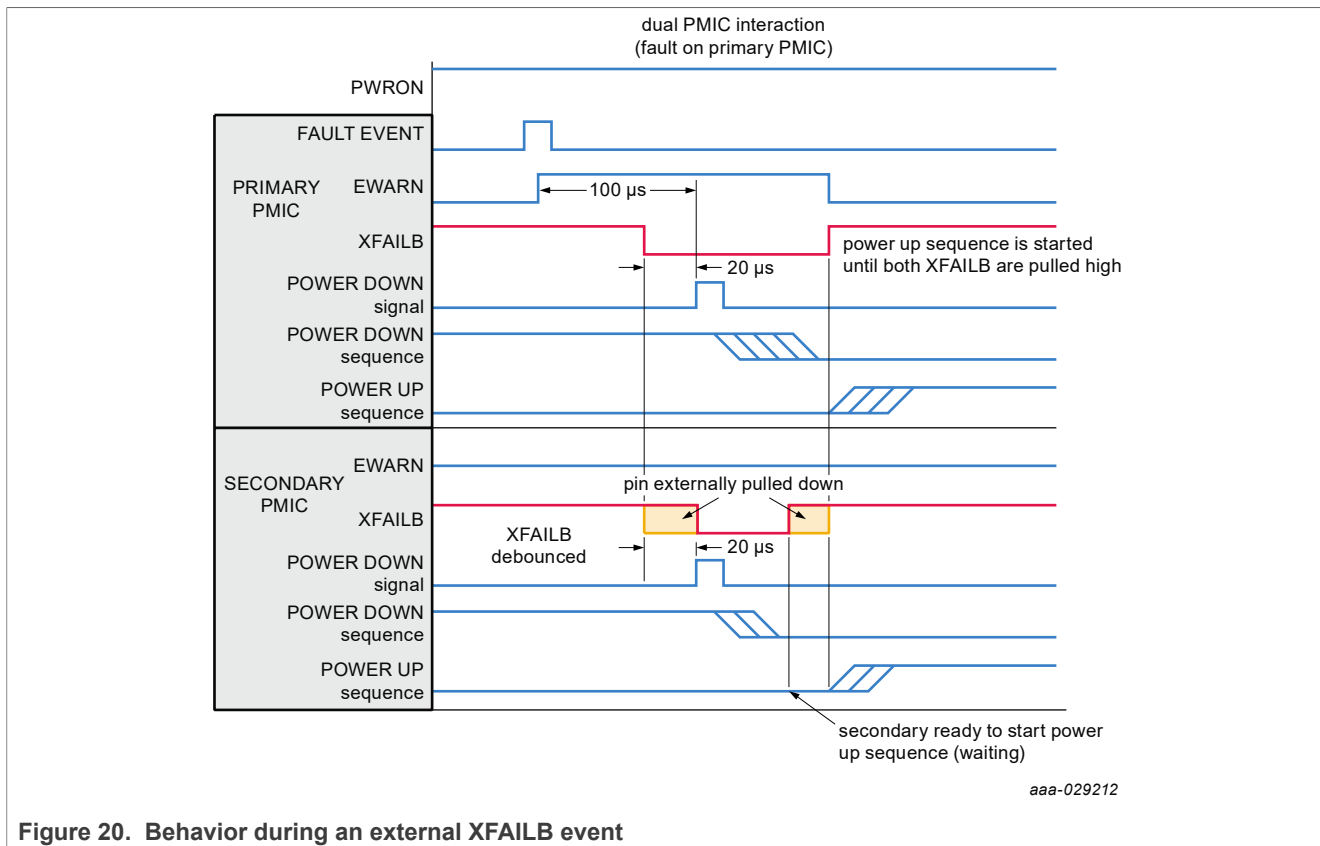 dual PMIC interaction
(fault on primary PMIC)
PWRON
FAULT EVENT
PRIMARY
PMIC
EWARN
100 µs
XFAILB
power up sequence is started
until both XFAILB are pulled high
20 µs
POWER DOWN
signal
POWER DOWN
sequence
POWER UP
sequence
SECONDARY
PMIC
EWARN
pin externally pulled down
XFAILB
XFAILB
debounced
20 µs
POWER DOWN
signal
POWER DOWN
sequence
POWER UP
sequence
secondary ready to start power
up sequence (waiting)
aaa-029212
Figure 20. Behavior during an external XFAILB event